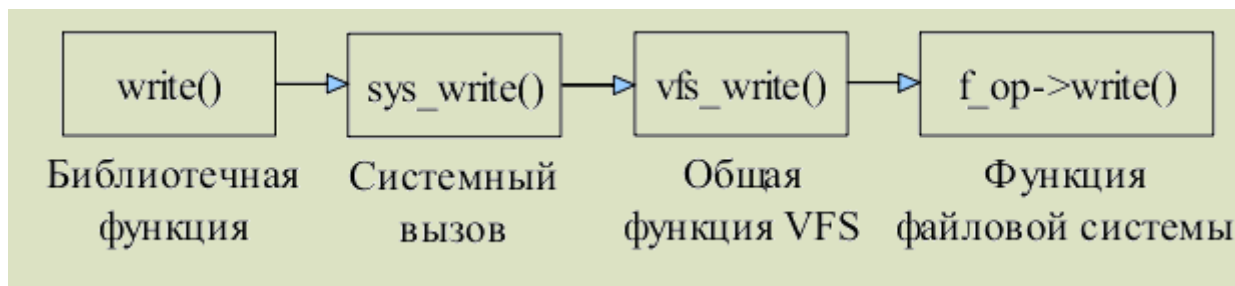 write() sys_write() vfs_write() f_op->write()
Библиотечная Системный Общая Функция
функция вызов функция VFS файловой системы